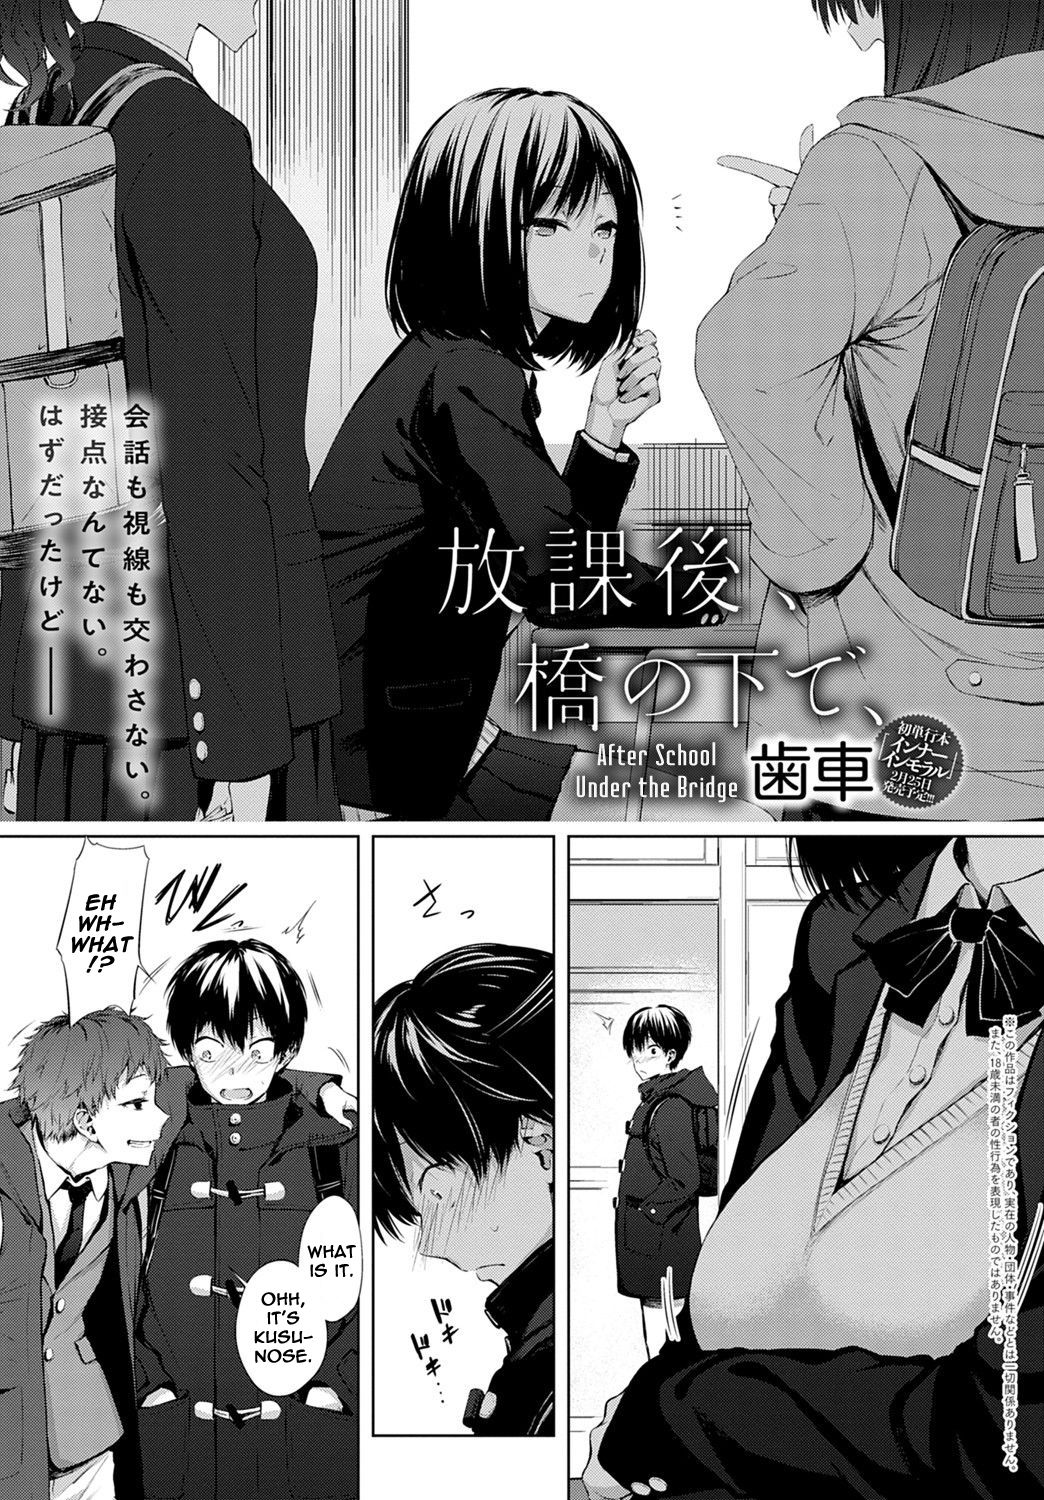 会話も視線も交わさない。
接点なんてない。
はずだったけど――
放課後、
橋の下で、
After School
Under the Bridge
歯車
初単行本
「インナー
インモラル」
2月25日
発売予定!!!
※この作品はフィクションであり、実在の人物・団体・事件などとは一切関係ありません。
また、18歳未満の者の性行為を表現したものではありません。
さっ
ドキ
ドキ…
EH
WH-
WHAT
!?
WHAT
IS IT.
OHH,
IT'S
KUSU-
NOSE.